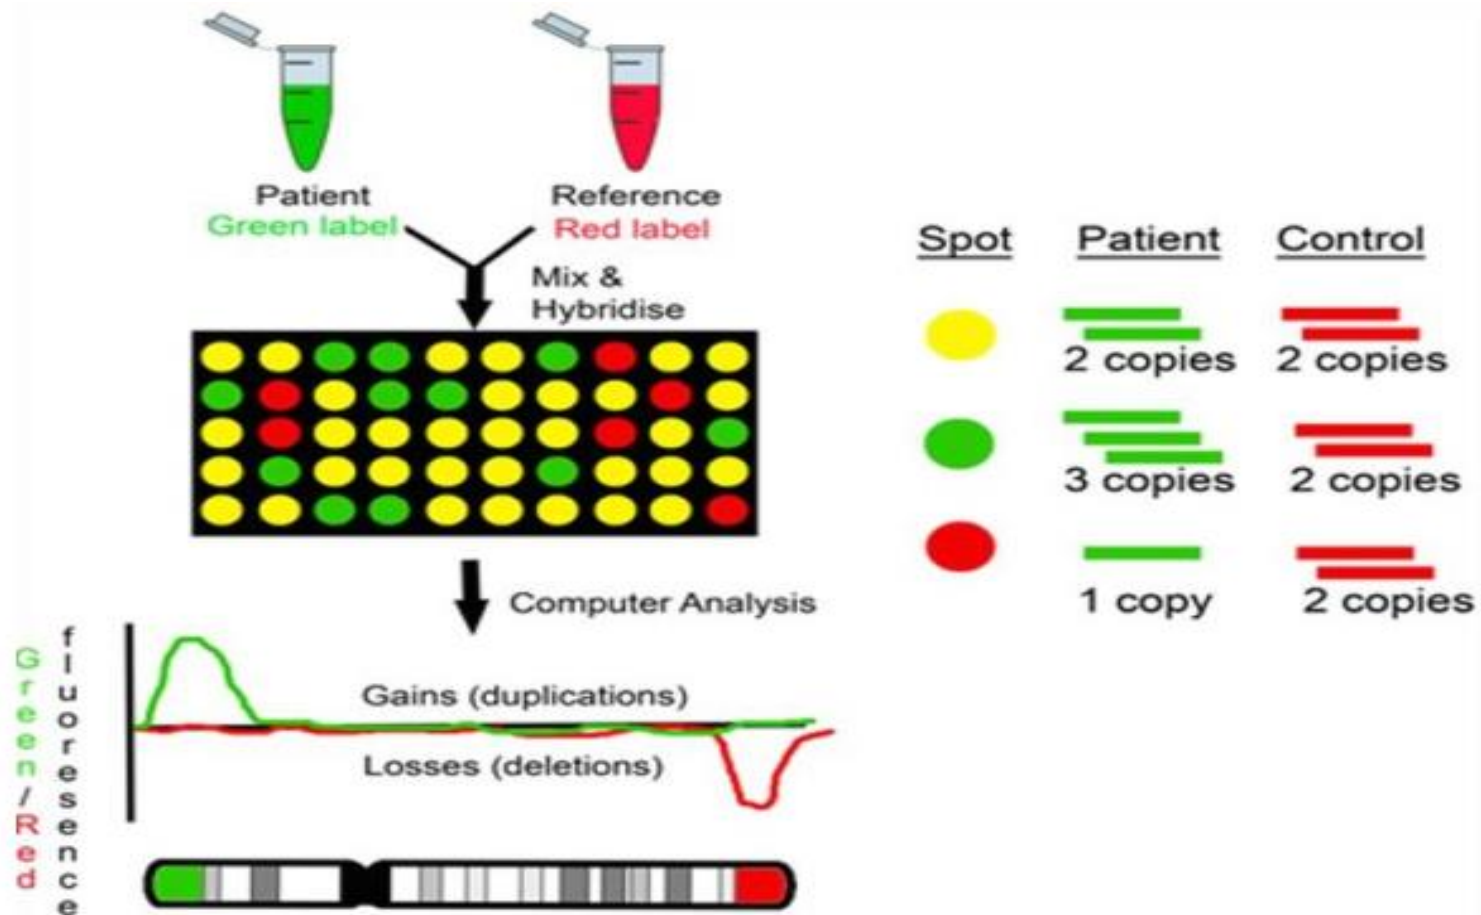 Patient
Green label
Reference
Red label
Mix &
Hybridise
Spot Patient Control
2 copies 2 copies
3 copies 2 copies
1 copy 2 copies
Computer Analysis
Gains (duplications)
Losses (deletions)
Green/Red
fluoresence